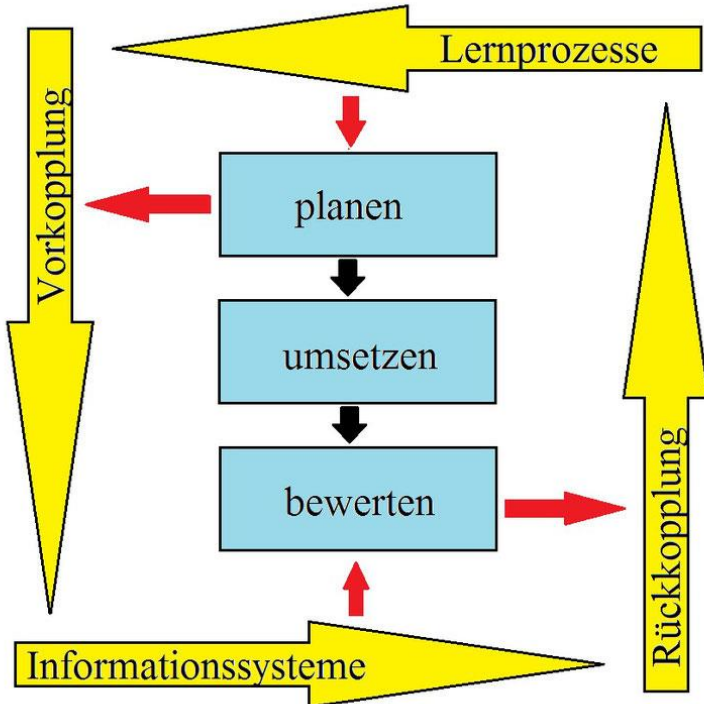 Lernprozesse
Vorkopplung
planen
umsetzen
bewerten
Rückkopplung
Informationssysteme